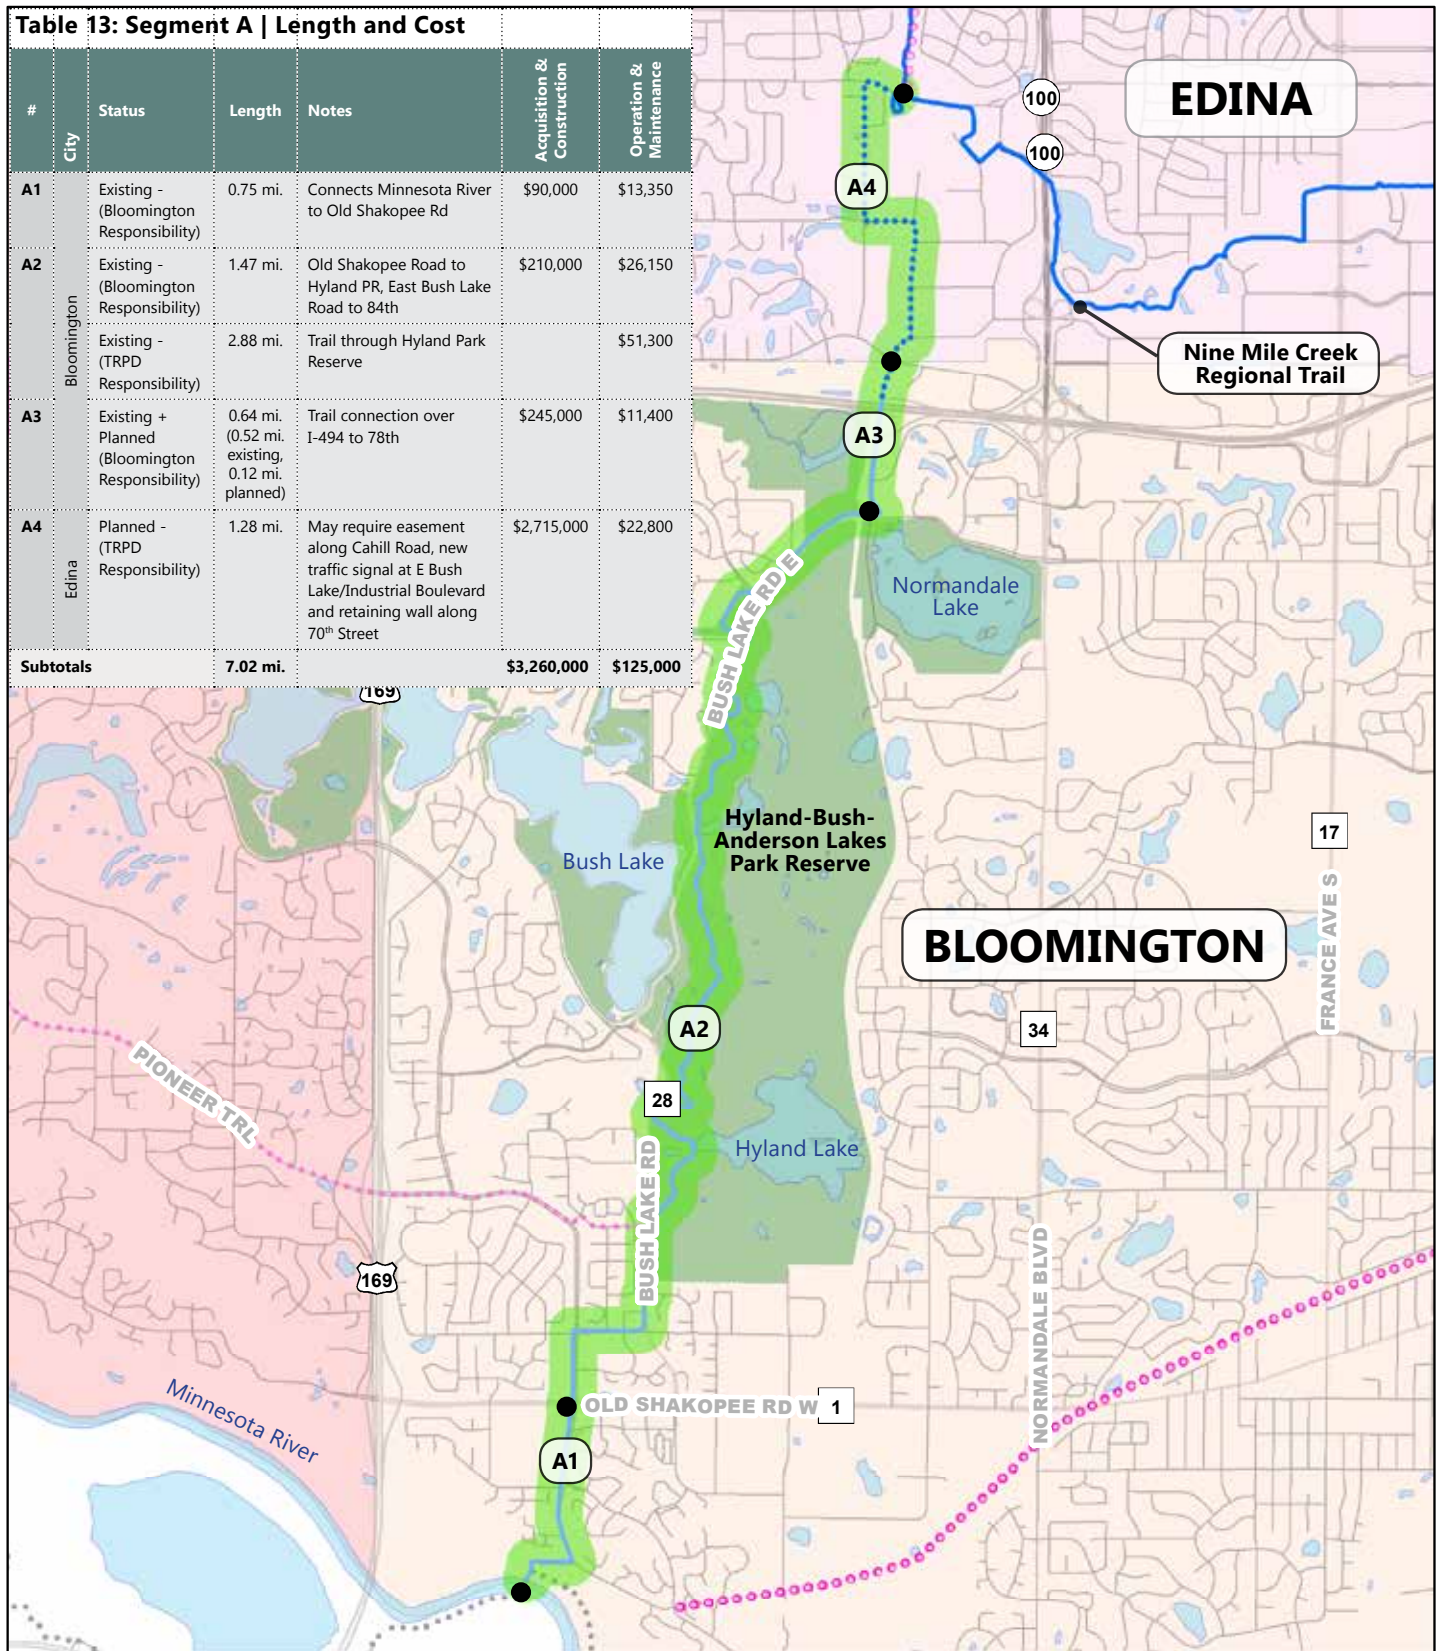 Table 13: Segment A | Length and Cost
# City Status Length Notes Acquisition & Construction Operation & Maintenance
A1 Existing - 0.75 mi. Connects Minnesota River $90,000 $13,350
(Bloomington to Old Shakopee Rd
Responsibility)
A2 Existing - 1.47 mi. Old Shakopee Road to $210,000 $26,150
(Bloomington Hyland PR, East Bush Lake
Responsibility) Road to 84th
Bloomington
Existing - 2.88 mi. Trail through Hyland Park $51,300
(TRPD Reserve
Responsibility)
A3 Existing + 0.64 mi. Trail connection over $245,000 $11,400
Planned (0.52 mi. I-494 to 78th
(Bloomington existing,
Responsibility) 0.12 mi.
planned)
A4 Planned - 1.28 mi. May require easement $2,715,000 $22,800
(TRPD along Cahill Road, new
Responsibility) traffic signal at E Bush
Edina Lake/Industrial Boulevard
and retaining wall along
70th Street
Subtotals 7.02 mi. $3,260,000 $125,000
EDINA
100
100
A4
Nine Mile Creek
Regional Trail
A3
Normandale
Lake
BUSH LAKE RD E
169
Hyland-Bush-
Anderson Lakes
Park Reserve
Bush Lake
17
FRANCE AVE S
BLOOMINGTON
A2
34
PIONEER TRL
28
Hyland Lake
BUSH LAKE RD
169
NORMANDALE BLVD
Minnesota River
OLD SHAKOPEE RD W 1
A1